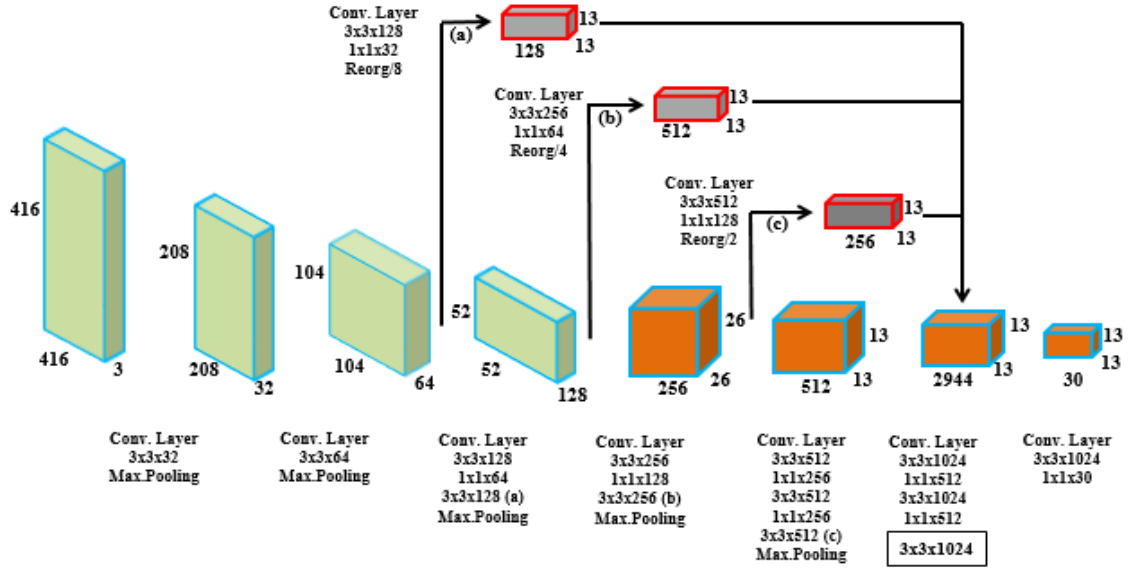 Conv. Layer
3x3x128
1x1x32
Reorg/8
(a)
13
128
13
Conv. Layer
3x3x256
1x1x64
Reorg/4
(b)
13
512
13
Conv. Layer
3x3x512
1x1x128
Reorg/2
(c)
13
256
13
416
416
3
208
208
32
104
104
64
52
52
128
26
256
26
13
512
13
13
2944
13
13
13
30
Conv. Layer
3x3x32
Max.Pooling
Conv. Layer
3x3x64
Max.Pooling
Conv. Layer
3x3x128
1x1x64
3x3x128 (a)
Max.Pooling
Conv. Layer
3x3x256
1x1x128
3x3x256 (b)
Max.Pooling
Conv. Layer
3x3x512
1x1x256
3x3x512
1x1x256
3x3x512 (c)
Max.Pooling
Conv. Layer
3x3x1024
1x1x512
3x3x1024
1x1x512
3x3x1024
Conv. Layer
3x3x1024
1x1x30